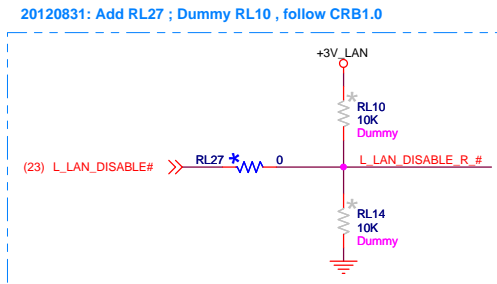 20120831: Add RL27 ; Dummy RL10 , follow CRB1.0
+3V_LAN
*
RL10
10K
Dummy
(23) L_LAN_DISABLE# RL27 * 0 L_LAN_DISABLE_R_#
*
RL14
10K
Dummy